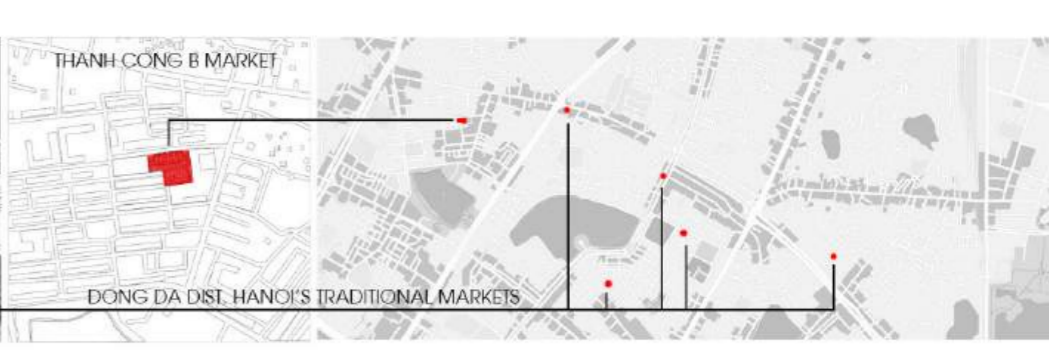 THANH CONG B MARKET
DONG DA DIST, HANOI'S TRADITIONAL MARKETS